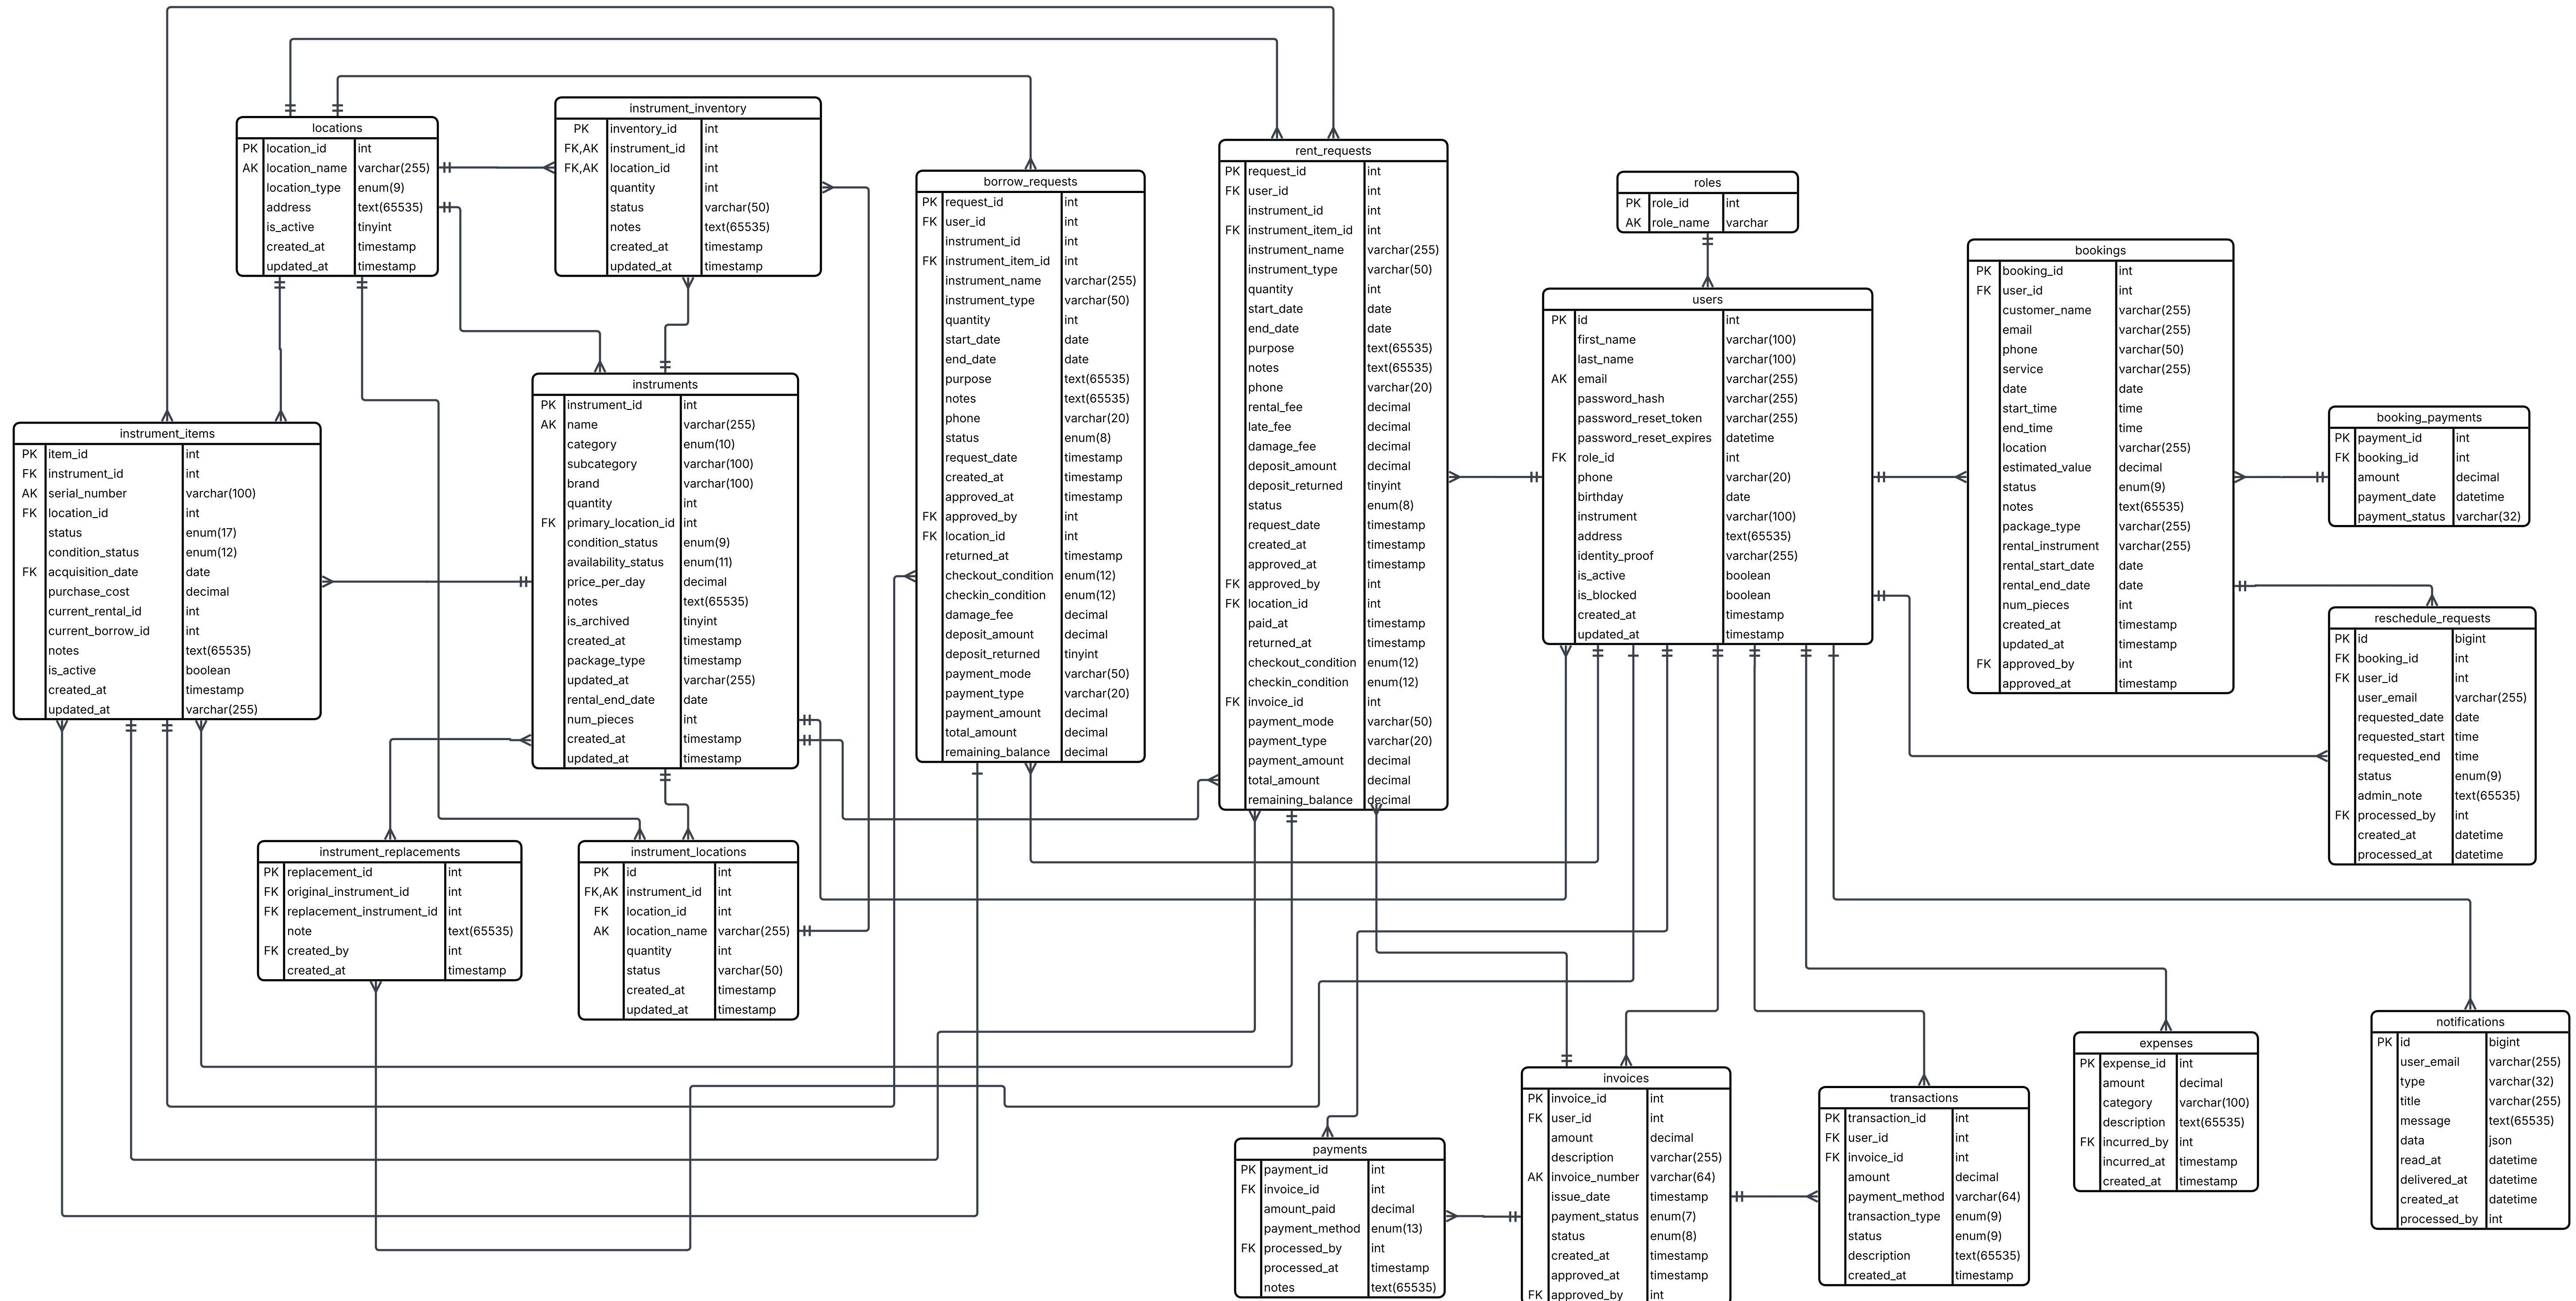 locations
PK location_id int
AK location_name varchar(255)
location_type enum(9)
address text(65535)
is_active tinyint
created_at timestamp
updated_at timestamp
instrument_inventory
PK inventory_id int
FK,AK instrument_id int
FK,AK location_id int
quantity int
status varchar(50)
notes text(65535)
created_at timestamp
updated_at timestamp
borrow_requests
PK request_id int
FK user_id int
instrument_id int
FK instrument_item_id int
instrument_name varchar(255)
instrument_type varchar(50)
quantity int
start_date date
end_date date
purpose text(65535)
notes text(65535)
phone varchar(20)
status enum(8)
request_date timestamp
created_at timestamp
approved_at timestamp
FK approved_by int
FK location_id int
returned_at timestamp
checkout_condition enum(12)
checkin_condition enum(12)
damage_fee decimal
deposit_amount decimal
deposit_returned tinyint
payment_mode varchar(50)
payment_type varchar(20)
payment_amount decimal
total_amount decimal
remaining_balance decimal
rent_requests
PK request_id int
FK user_id int
instrument_id int
FK instrument_item_id int
instrument_name varchar(255)
instrument_type varchar(50)
quantity int
start_date date
end_date date
purpose text(65535)
notes text(65535)
phone varchar(20)
rental_fee decimal
late_fee decimal
damage_fee decimal
deposit_amount decimal
deposit_returned tinyint
status enum(8)
request_date timestamp
created_at timestamp
approved_at timestamp
FK approved_by int
FK location_id int
paid_at timestamp
returned_at timestamp
checkout_condition enum(12)
checkin_condition enum(12)
FK invoice_id int
payment_mode varchar(50)
payment_type varchar(20)
payment_amount decimal
total_amount decimal
remaining_balance decimal
roles
PK role_id int
AK role_name varchar
users
PK id int
first_name varchar(100)
last_name varchar(100)
AK email varchar(255)
password_hash varchar(255)
password_reset_token varchar(255)
password_reset_expires datetime
FK role_id int
phone varchar(20)
birthday date
instrument varchar(100)
address text(65535)
identity_proof varchar(255)
is_active boolean
is_blocked boolean
created_at timestamp
updated_at timestamp
bookings
PK booking_id int
FK user_id int
customer_name varchar(255)
email varchar(255)
phone varchar(50)
service varchar(255)
date date
start_time time
end_time time
location varchar(255)
estimated_value decimal
status enum(9)
notes text(65535)
package_type varchar(255)
rental_instrument varchar(255)
rental_start_date date
rental_end_date date
num_pieces int
created_at timestamp
updated_at timestamp
FK approved_by int
approved_at timestamp
booking_payments
PK payment_id int
FK booking_id int
amount decimal
payment_date datetime
payment_status varchar(32)
reschedule_requests
PK id bigint
FK booking_id int
FK user_id int
user_email varchar(255)
requested_date date
requested_start time
requested_end time
status enum(9)
admin_note text(65535)
FK processed_by int
created_at datetime
processed_at datetime
instrument_items
PK item_id int
FK instrument_id int
AK serial_number varchar(100)
FK location_id int
status enum(17)
condition_status enum(12)
FK acquisition_date date
purchase_cost decimal
current_rental_id int
current_borrow_id int
notes text(65535)
is_active boolean
created_at timestamp
updated_at varchar(255)
instruments
PK instrument_id int
AK name varchar(255)
category enum(10)
subcategory varchar(100)
brand varchar(100)
quantity int
FK primary_location_id int
condition_status enum(9)
availability_status enum(11)
price_per_day decimal
notes text(65535)
is_archived tinyint
created_at timestamp
package_type timestamp
updated_at varchar(255)
rental_end_date date
num_pieces int
created_at timestamp
updated_at timestamp
instrument_replacements
PK replacement_id int
FK original_instrument_id int
FK replacement_instrument_id int
note text(65535)
FK created_by int
created_at timestamp
instrument_locations
PK id int
FK,AK instrument_id int
FK location_id int
AK location_name varchar(255)
quantity int
status varchar(50)
created_at timestamp
updated_at timestamp
payments
PK payment_id int
FK invoice_id int
amount_paid decimal
payment_method enum(13)
FK processed_by int
processed_at timestamp
notes text(65535)
invoices
PK invoice_id int
FK user_id int
amount decimal
description varchar(255)
AK invoice_number varchar(64)
issue_date timestamp
payment_status enum(7)
status enum(8)
created_at timestamp
approved_at timestamp
FK approved_by int
transactions
PK transaction_id int
FK user_id int
FK invoice_id int
amount decimal
payment_method varchar(64)
transaction_type enum(9)
status enum(9)
description text(65535)
created_at timestamp
expenses
PK expense_id int
amount decimal
category varchar(100)
description text(65535)
FK incurred_by int
incurred_at timestamp
created_at timestamp
notifications
PK id bigint
user_email varchar(255)
type varchar(32)
title varchar(255)
message text(65535)
data json
read_at datetime
delivered_at datetime
created_at datetime
processed_by int